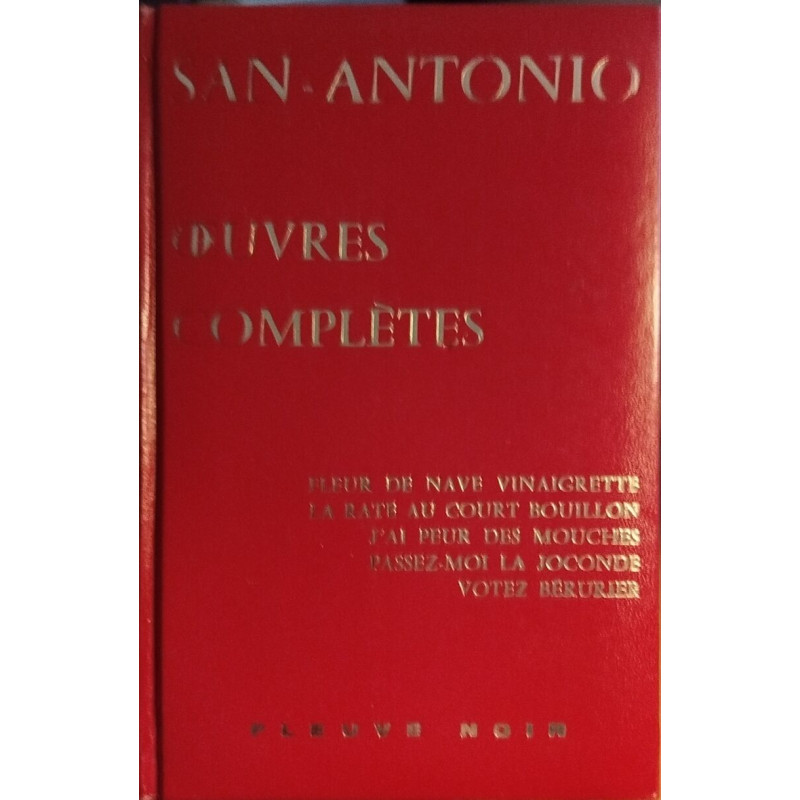 SAN-ANTONIO
ŒUVRES
COMPLÈTES
FLEUR DE NAVE VINAIGRETTE
LA RATE AU COURT BOUILLON
J'AI PEUR DES MOUCHES
PASSEZ-MOI LA JOCONDE
VOTEZ BÉRURIER
FLEUVE NOIR